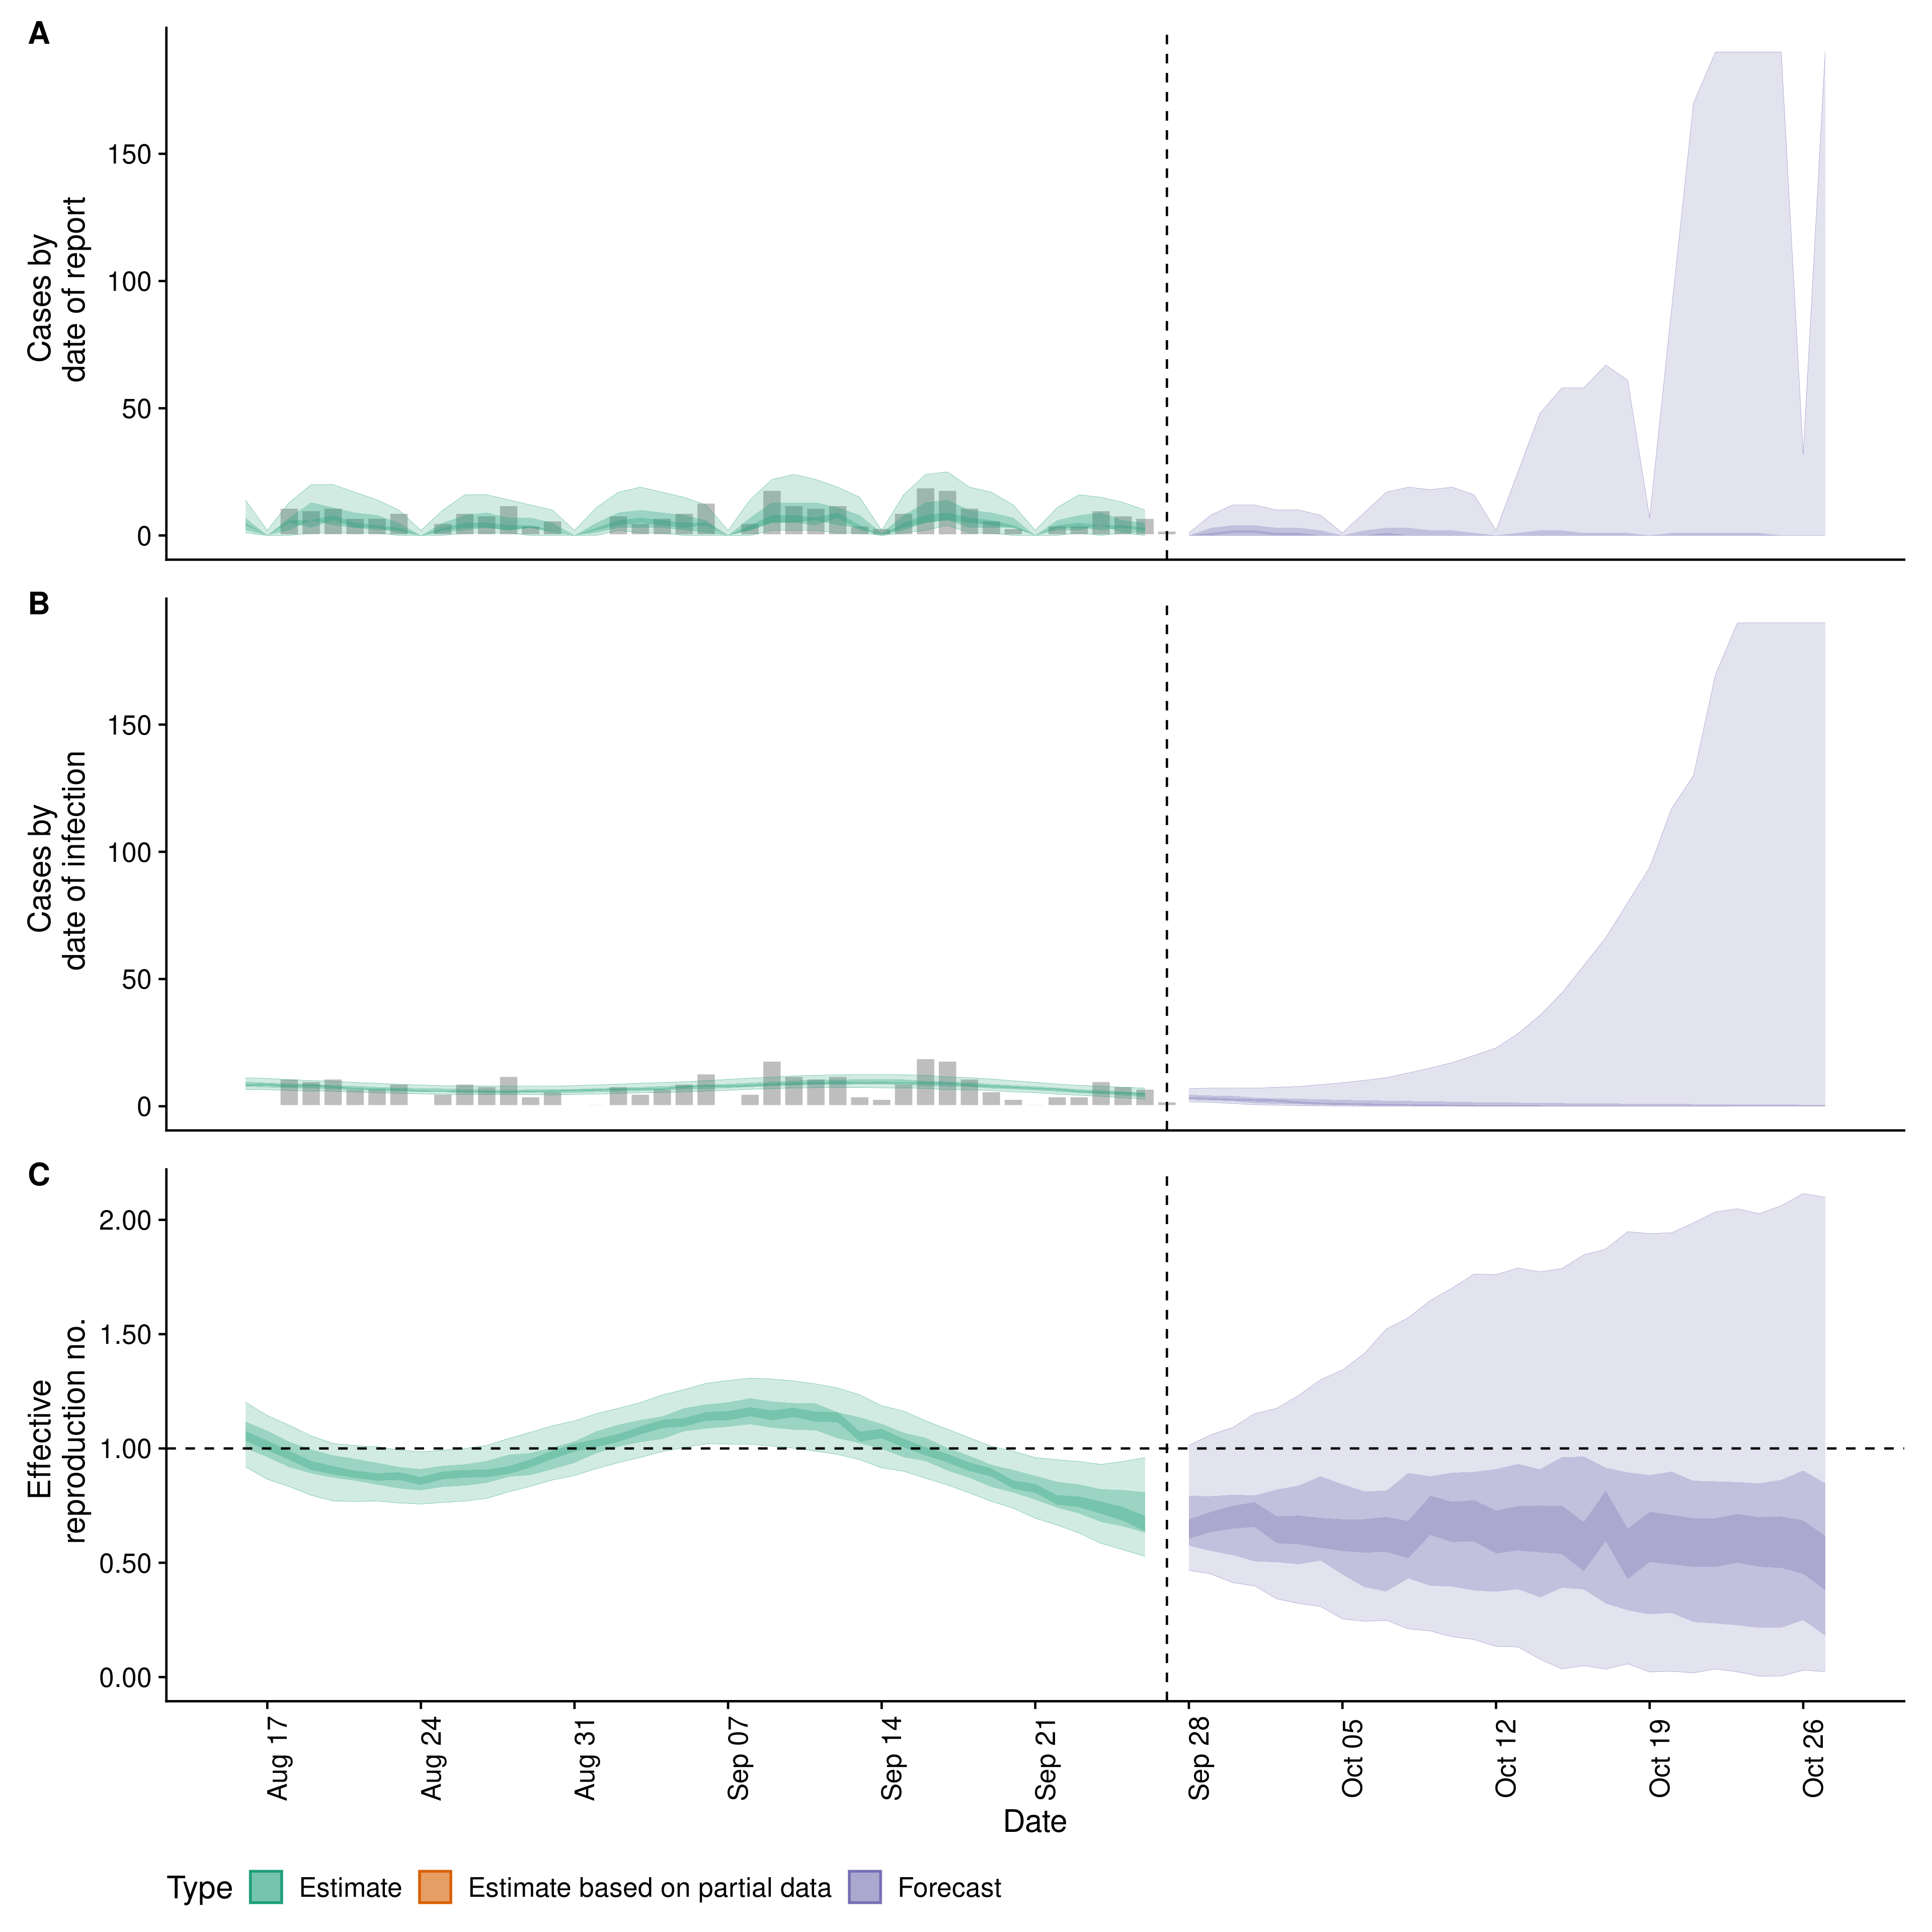 A
Cases by
date of report
150
100
50
0
B
Cases by
date of infection
150
100
50
0
C
Effective
reproduction no.
2.00
1.50
1.00
0.50
0.00
Aug 17
Aug 24
Aug 31
Sep 07
Sep 14
Sep 21
Sep 28
Oct 05
Oct 12
Oct 19
Oct 26
Date
Type Estimate Estimate based on partial data Forecast